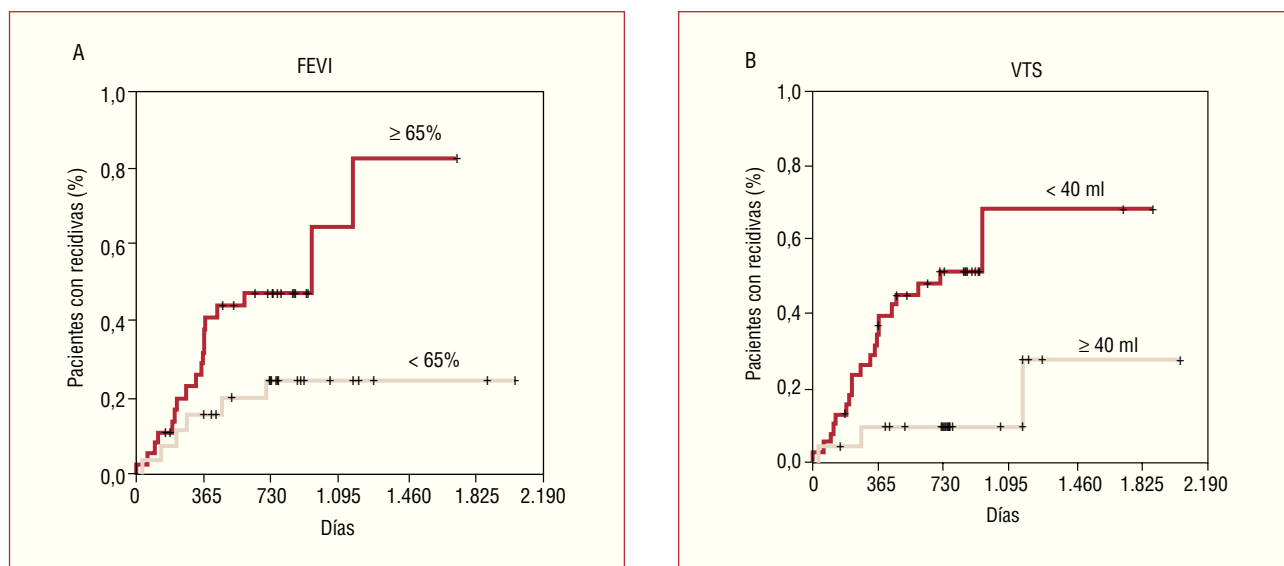 A
FEVI
Pacientes con recidivas (%)
1,0
0,8
0,6
0,4
0,2
0,0
≥ 65%
< 65%
0 365 730 1.095 1.460 1.825 2.190
Días
B
VTS
Pacientes con recidivas (%)
1,0
0,8
0,6
0,4
0,2
0,0
< 40 ml
≥ 40 ml
0 365 730 1.095 1.460 1.825 2.190
Días